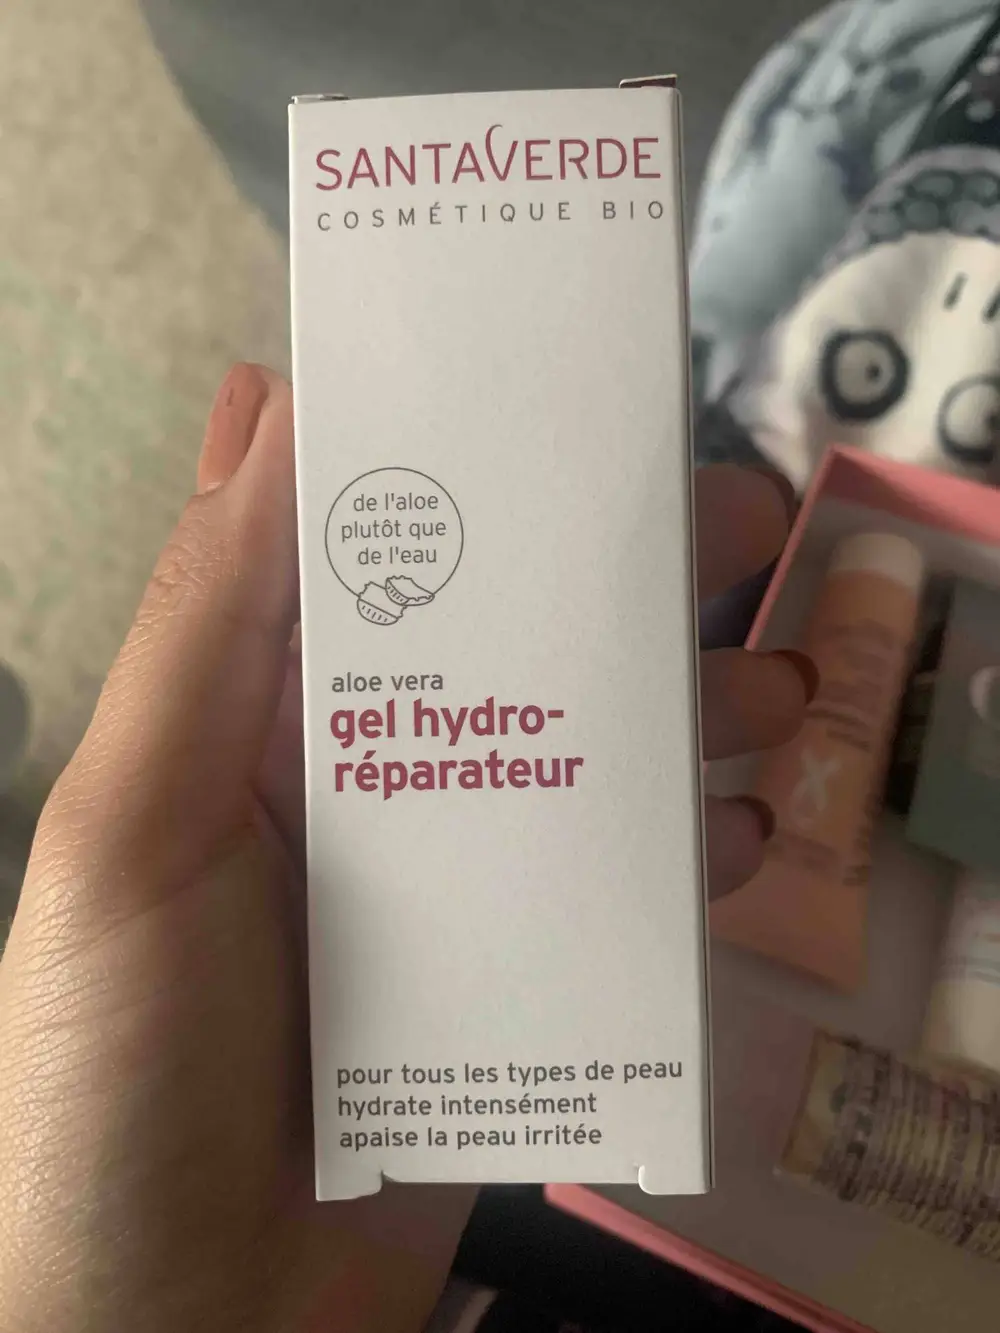 SANTAVERDE
COSMÉTIQUE BIO
de l'aloe
plutôt que
de l'eau
aloe vera
gel hydro-
réparateur
pour tous les types de peau
hydrate intensément
apaise la peau irritée